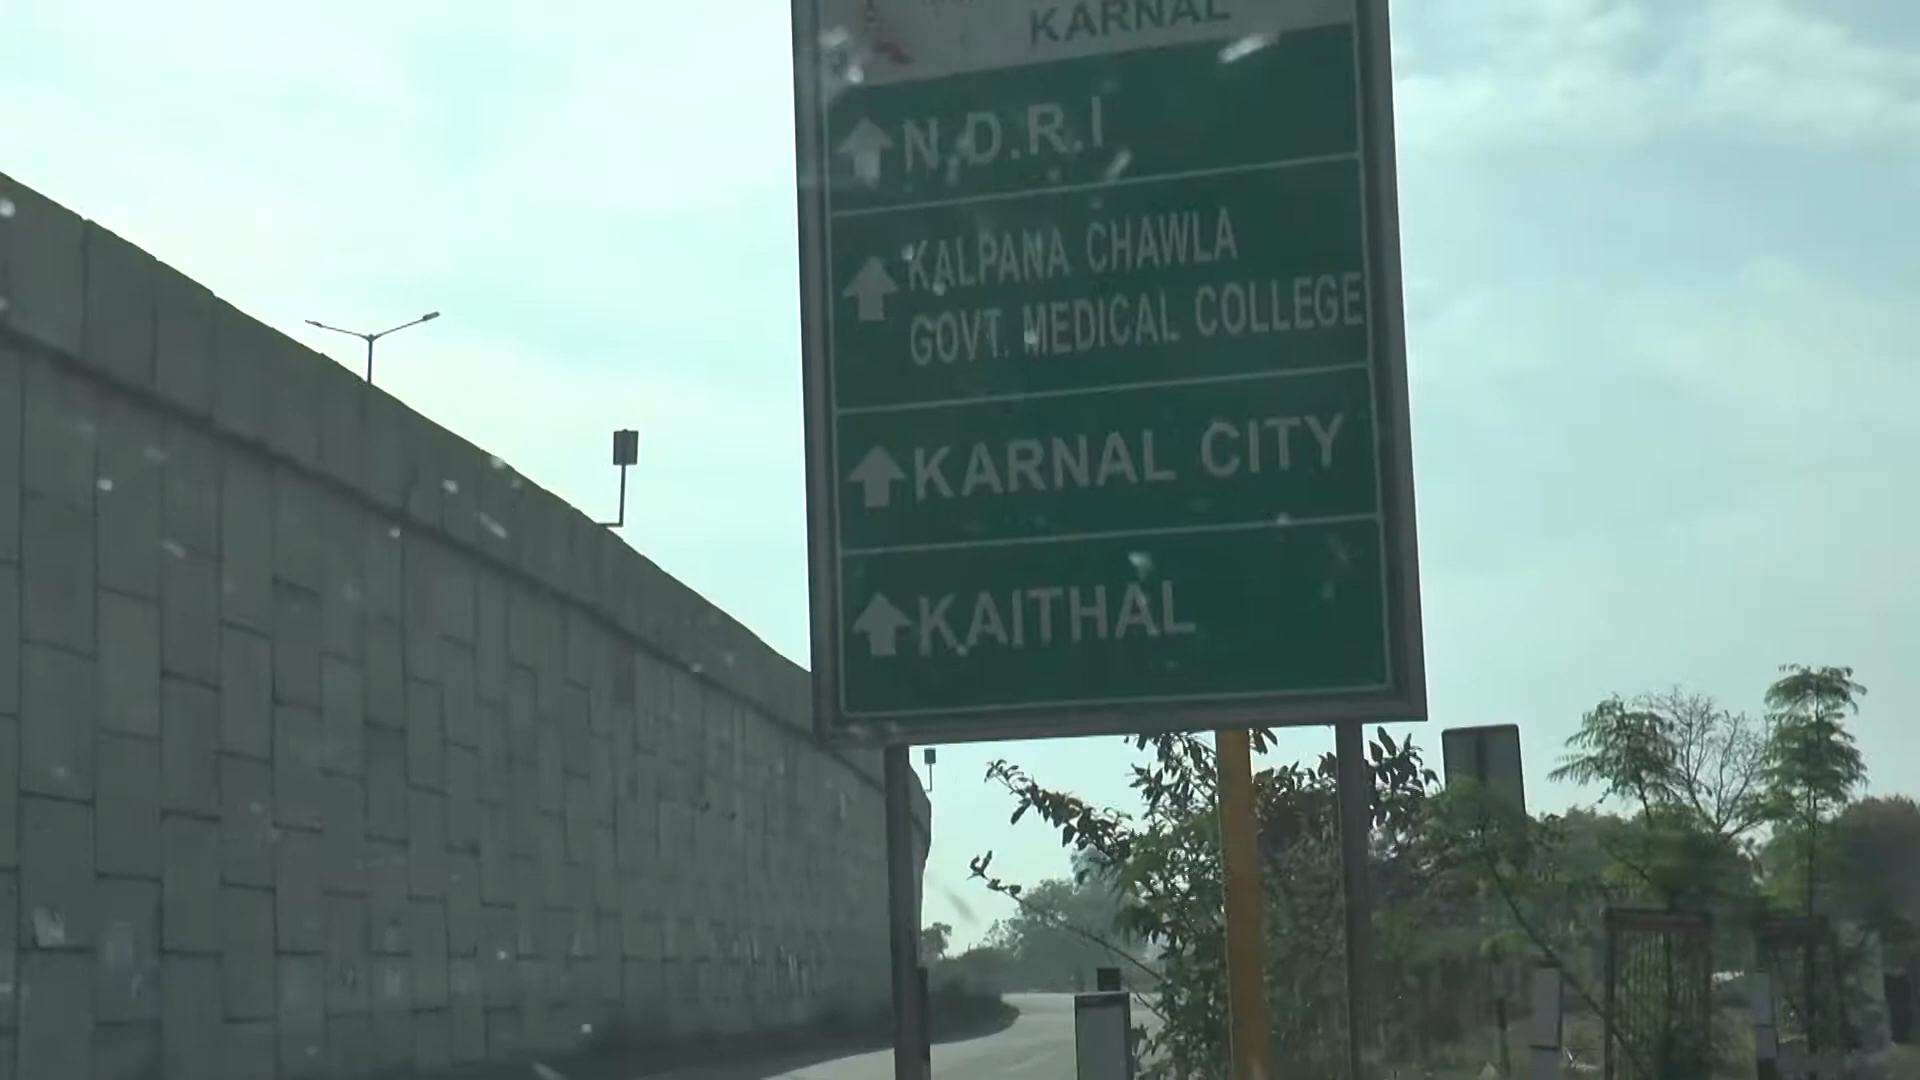 KARNAL
N.D.R.I
KALPANA CHAWLA
GOVT. MEDICAL COLLEGE
KARNAL CITY
KAITHAL